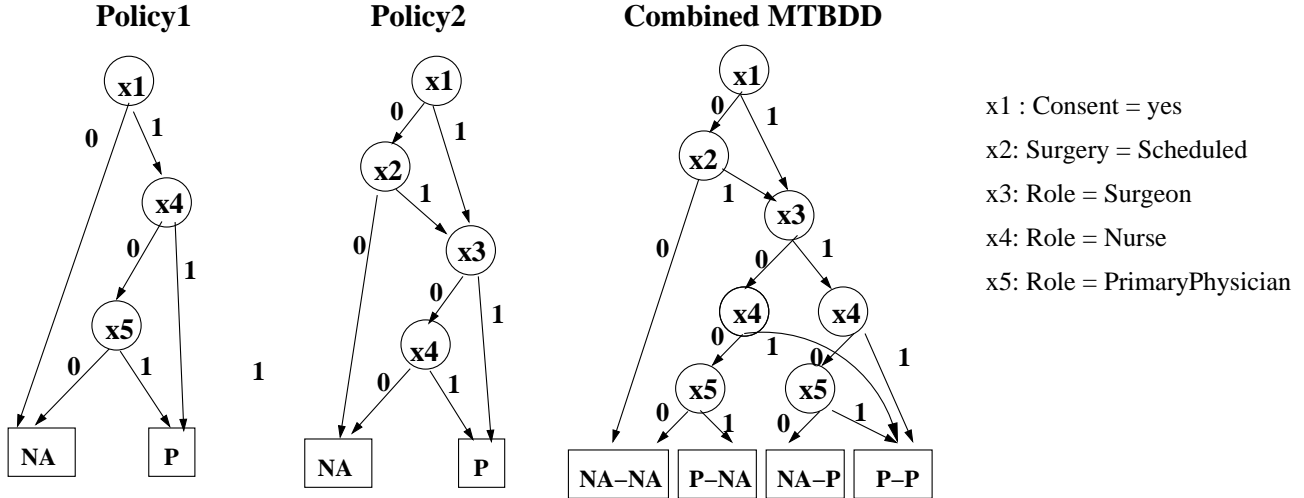 Policy1
Policy2
Combined MTBDD
x1
0
1
x4
0
1
x5
0
1
NA
P
1
x1
0
1
x2
0
1
x3
0
1
x4
0
1
NA
P
x1
0
1
x2
0
1
x3
0
1
x4
0
1
x4
0
1
x5
0
1
x5
0
1
NA–NA
P–NA
NA–P
P–P
x1 : Consent = yes
x2: Surgery = Scheduled
x3: Role = Surgeon
x4: Role = Nurse
x5: Role = PrimaryPhysician